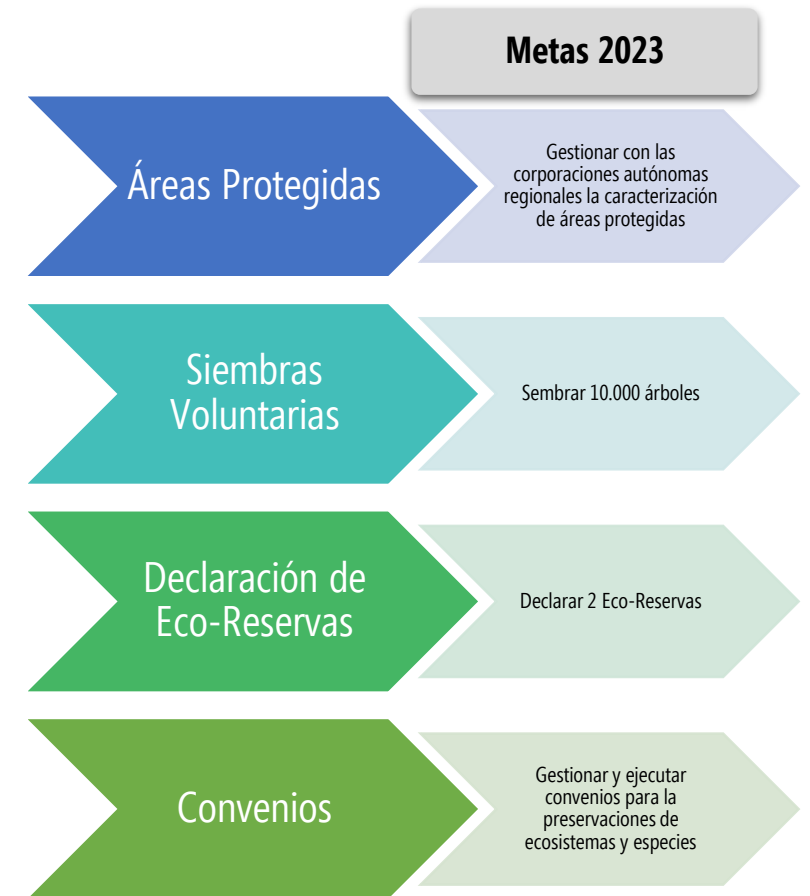 Metas 2023
Áreas Protegidas
Gestionar con las
corporaciones autónomas
regionales la caracterización
de áreas protegidas
Siembras
Voluntarias
Sembrar 10.000 árboles
Declaración de
Eco-Reservas
Declarar 2 Eco-Reservas
Convenios
Gestionar y ejecutar
convenios para la
preservaciones de
ecosistemas y especies